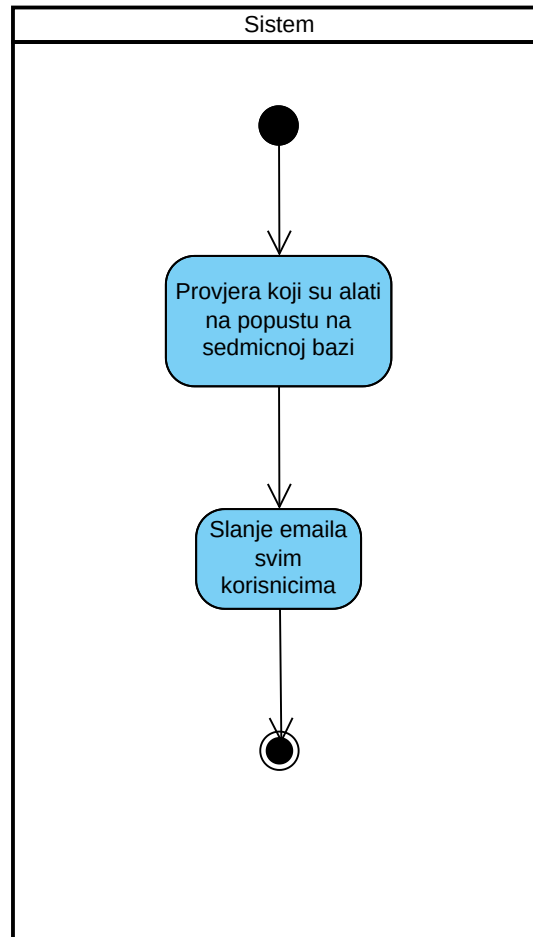 Sistem
Provjera koji su alati
na popustu na
sedmicnoj bazi
Slanje emaila
svim
korisnicima